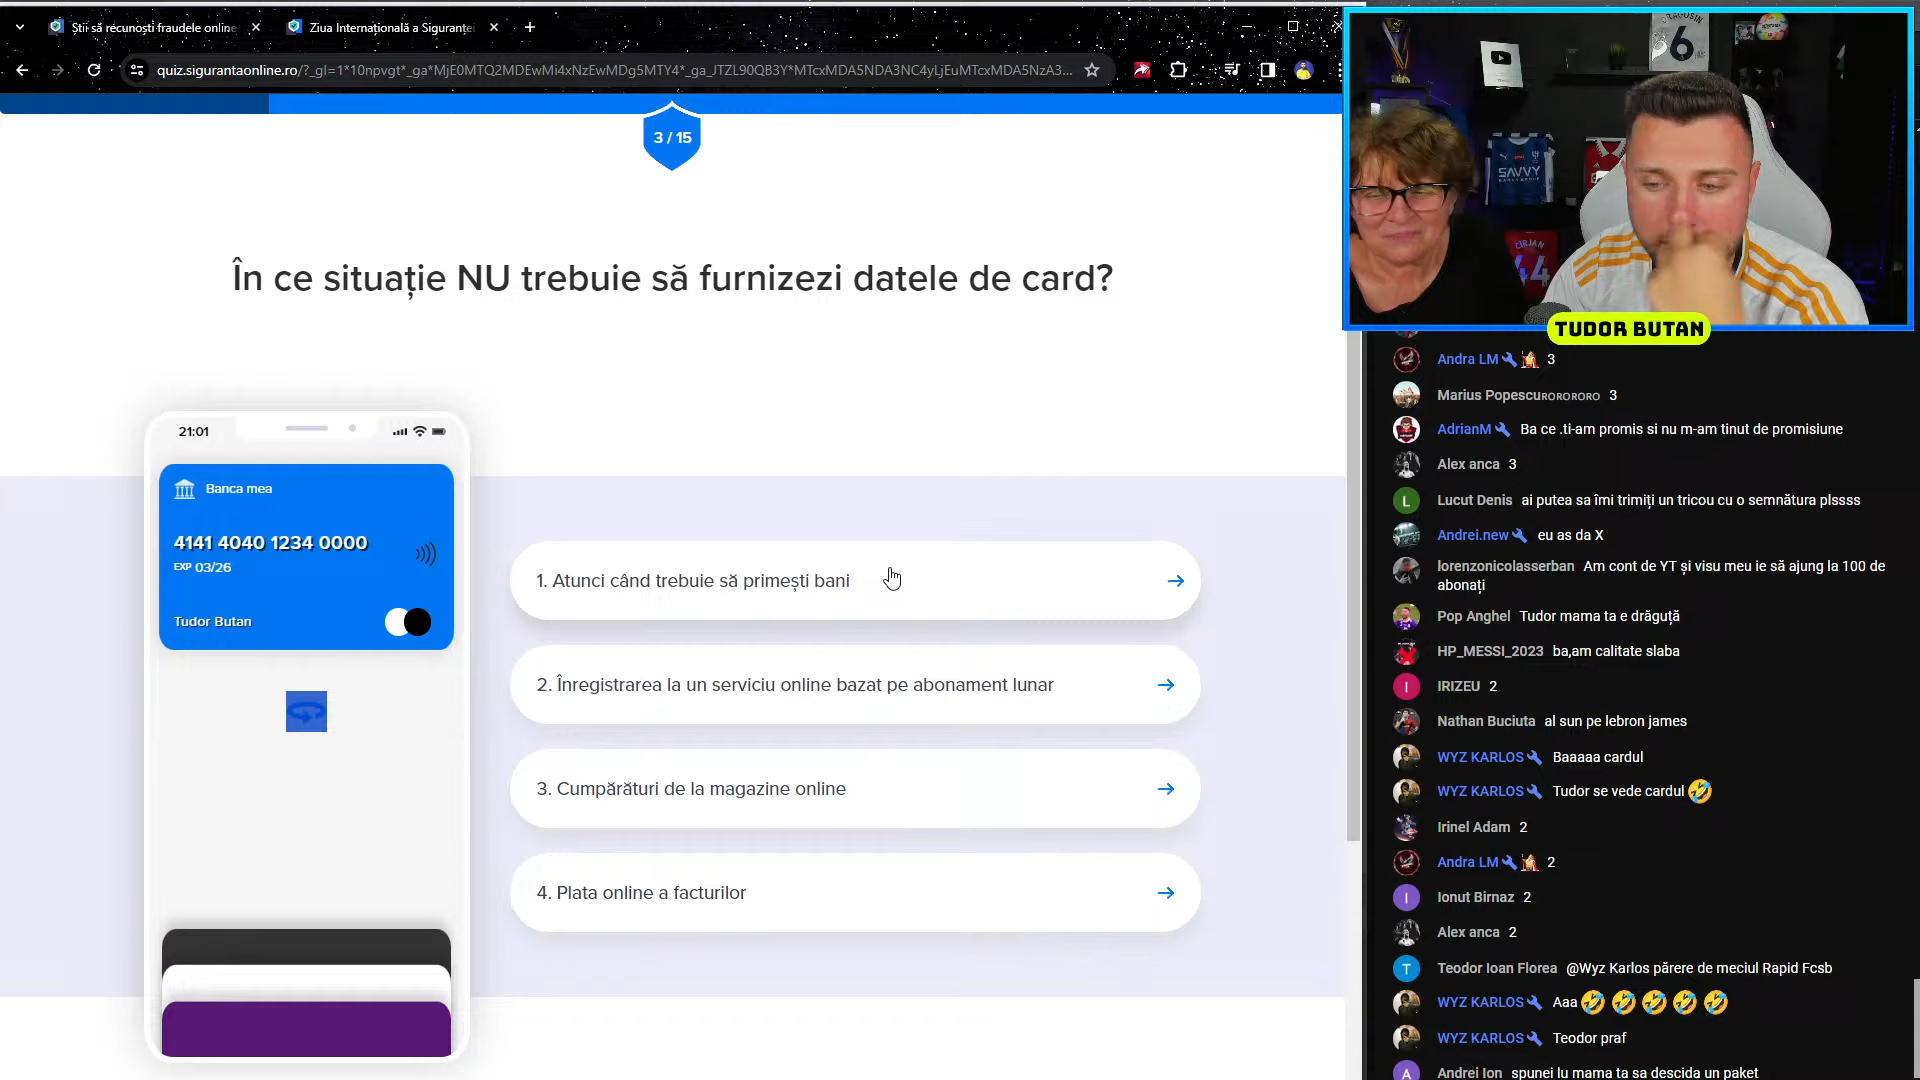 Știi să recunoști fraudele online
Ziua Internațională a Siguranței
quiz.sigurantaonline.ro/?_gl=1*10npvgt*_ga*MjE0MTQ2MDEwMi4xNzEwMDg5MTY4*_ga_JTZL90QB3Y*MTcxMDA5NDA3NC4yLjEuMTcxMDA5NzA3...
3 / 15
În ce situație NU trebuie să furnizezi datele de card?
21:01
Banca mea
4141 4040 1234 0000
EXP 03/26
Tudor Butan
1. Atunci când trebuie să primești bani
2. Înregistrarea la un serviciu online bazat pe abonament lunar
3. Cumpărături de la magazine online
4. Plata online a facturilor
DRAGUSIN
6
SAVVY
CIRJAN
44
TUDOR BUTAN
Andra LM 3
Marius Popescuʀᴏʀᴏʀᴏʀᴏ 3
AdrianM Ba ce .ti-am promis si nu m-am tinut de promisiune
Alex anca 3
L Lucut Denis ai putea sa îmi trimiți un tricou cu o semnătura plssss
Andrei.new eu as da X
lorenzonicolasserban Am cont de YT și visu meu ie să ajung la 100 de
abonați
Pop Anghel Tudor mama ta e drăguță
HP_MESSI_2023 ba,am calitate slaba
I IRIZEU 2
Nathan Buciuta al sun pe lebron james
WYZ KARLOS Baaaaa cardul
WYZ KARLOS Tudor se vede cardul 🤣
Irinel Adam 2
Andra LM 2
I Ionut Birnaz 2
Alex anca 2
T Teodor Ioan Florea @Wyz Karlos părere de meciul Rapid Fcsb
WYZ KARLOS Aaa 🤣 🤣 🤣 🤣 🤣
WYZ KARLOS Teodor praf
A Andrei Ion spunei lu mama ta sa descida un paket